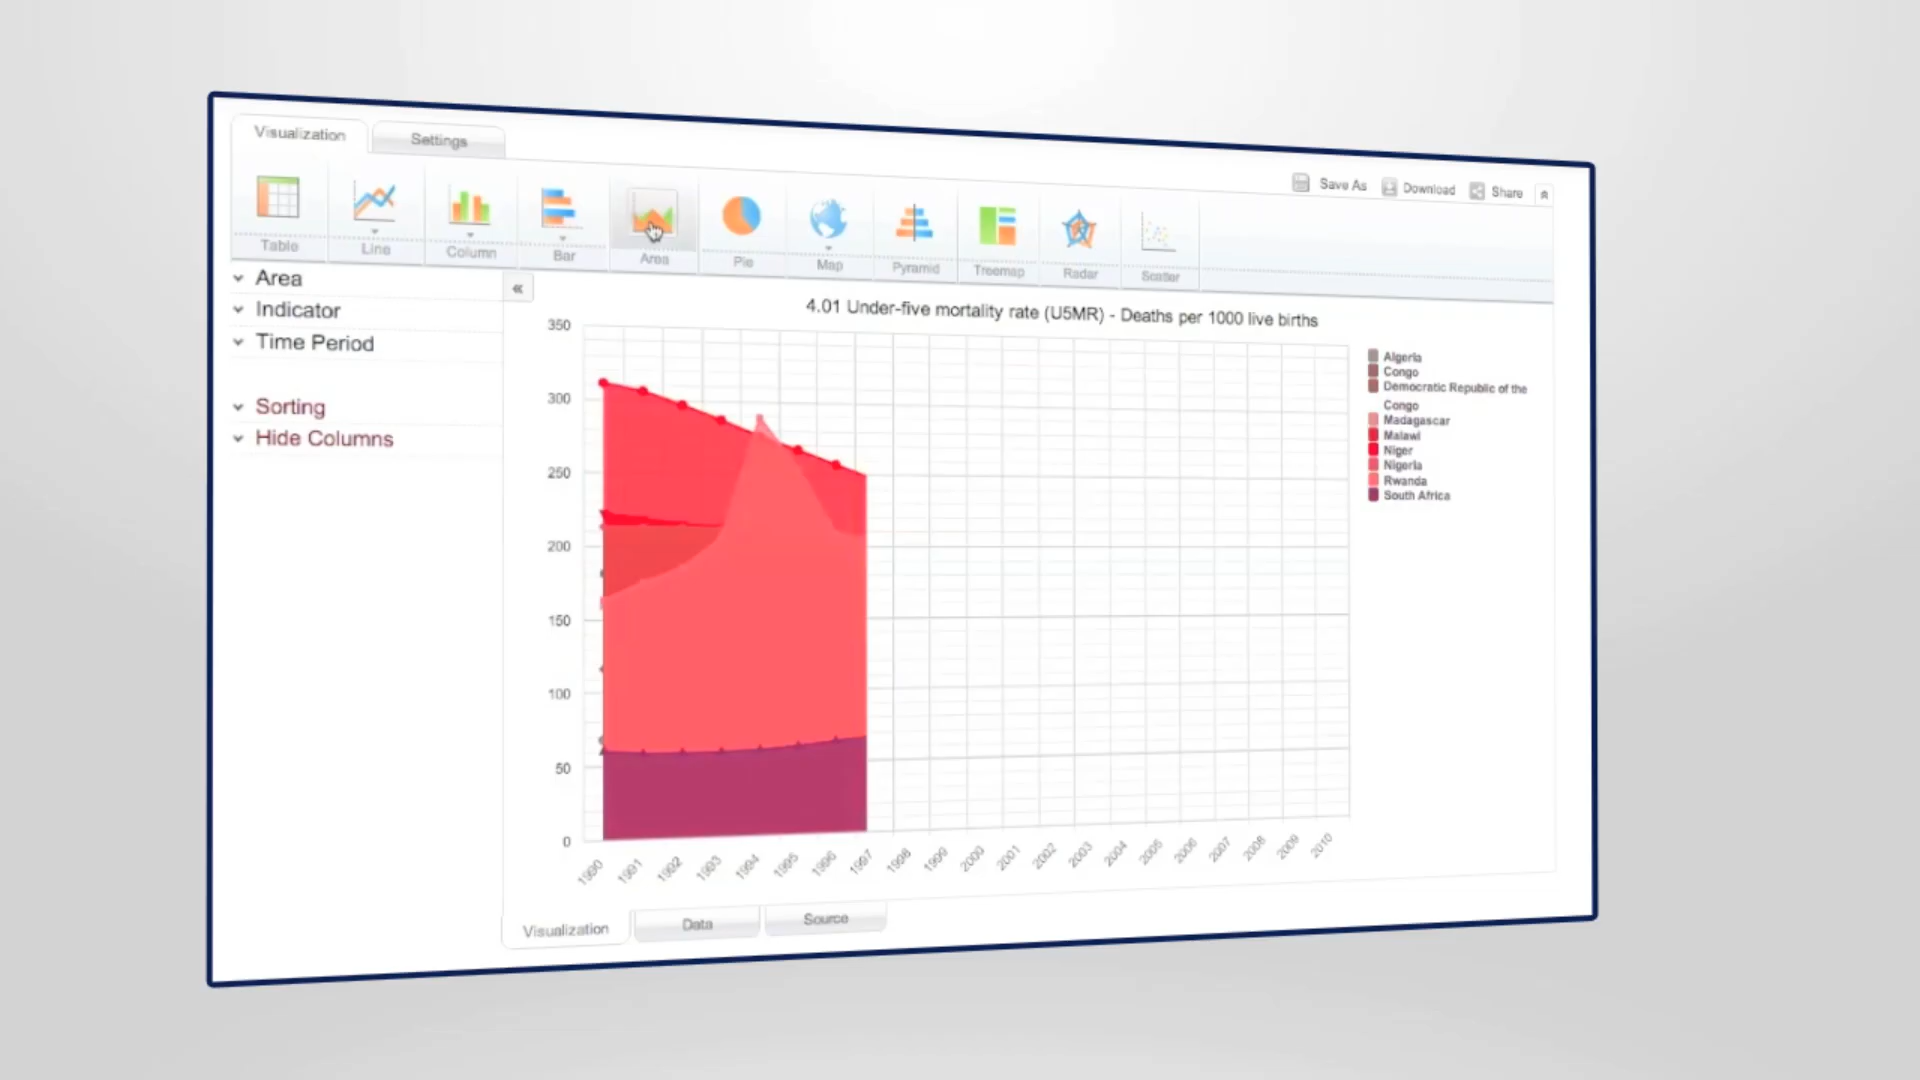 Visualization
Settings
Save As
Download
Share
Table
Line
Column
Bar
Area
Pie
Map
Pyramid
Treemap
Radar
Scatter
Area
Indicator
Time Period
Sorting
Hide Columns
«
4.01 Under-five mortality rate (U5MR) - Deaths per 1000 live births
350
300
250
200
150
100
50
0
1990
1991
1992
1993
1994
1995
1996
1997
1998
1999
2000
2001
2002
2003
2004
2005
2006
2007
2008
2009
2010
Algeria
Congo
Democratic Republic of the
Congo
Madagascar
Malawi
Niger
Nigeria
Rwanda
South Africa
Visualization
Data
Source